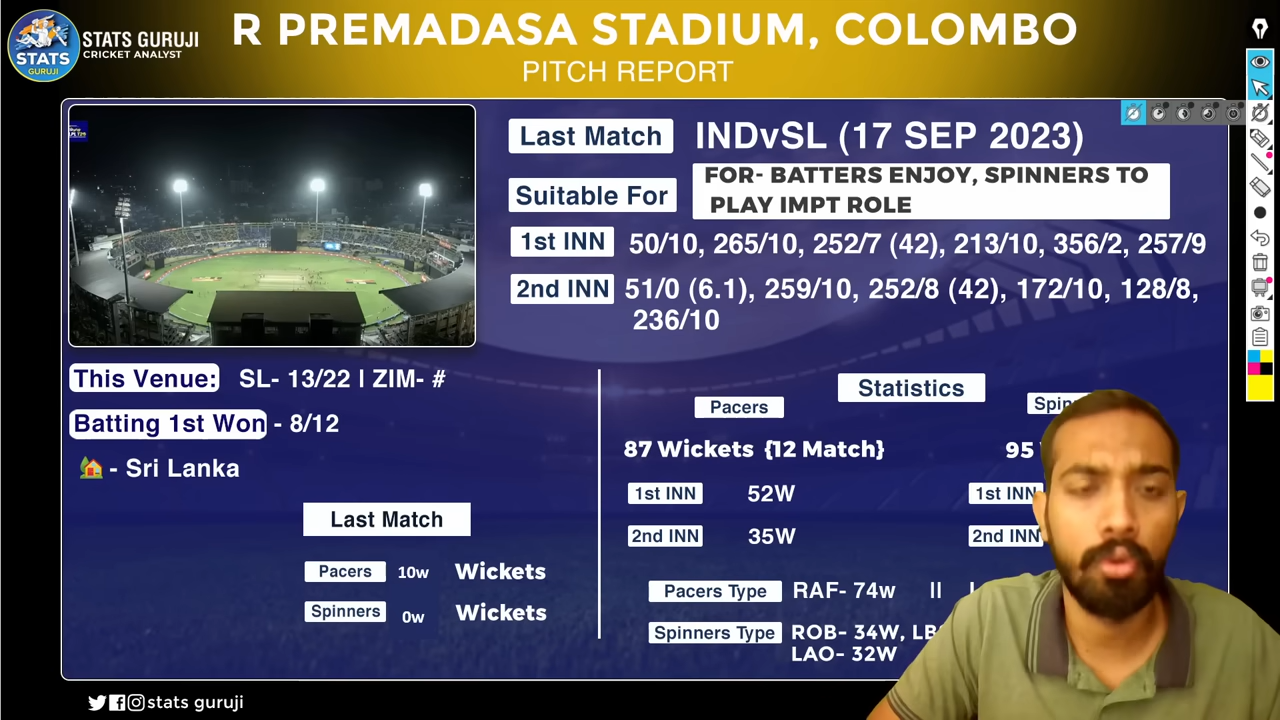 STATS GURUJI
CRICKET ANALYST
STATS
GURUJI
R PREMADASA STADIUM, COLOMBO
PITCH REPORT
Last Match INDvSL (17 SEP 2023)
Suitable For FOR- BATTERS ENJOY, SPINNERS TO
PLAY IMPT ROLE
1st INN 50/10, 265/10, 252/7 (42), 213/10, 356/2, 257/9
2nd INN 51/0 (6.1), 259/10, 252/8 (42), 172/10, 128/8,
236/10
This Venue: SL- 13/22 | ZIM- #
Batting 1st Won - 8/12
- Sri Lanka
Last Match
Pacers 10w Wickets
Spinners 0w Wickets
Statistics
Pacers
87 Wickets {12 Match} 95
1st INN 52W 1st INN
2nd INN 35W 2nd INN
Pacers Type RAF- 74w ||
Spinners Type ROB- 34W,
LAO- 32W
stats guruji